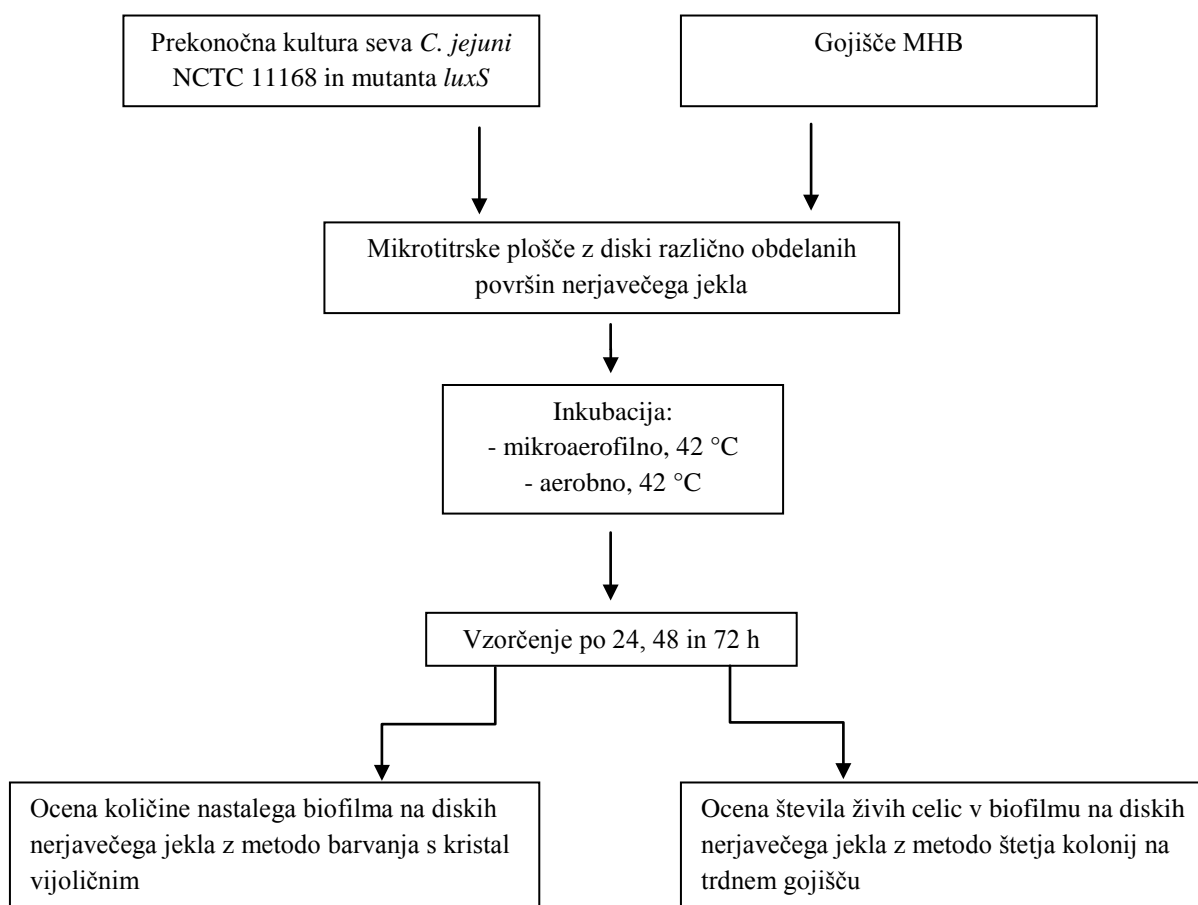 Prekonočna kultura seva C. jejuni
NCTC 11168 in mutanta luxS
Gojišče MHB
Mikrotitrske plošče z diski različno obdelanih
površin nerjavečega jekla
Inkubacija:
- mikroaerofilno, 42 °C
- aerobno, 42 °C
Vzorčenje po 24, 48 in 72 h
Ocena količine nastalega biofilma na diskih
nerjavečega jekla z metodo barvanja s kristal
vijoličnim
Ocena števila živih celic v biofilmu na diskih
nerjavečega jekla z metodo štetja kolonij na
trdnem gojišču